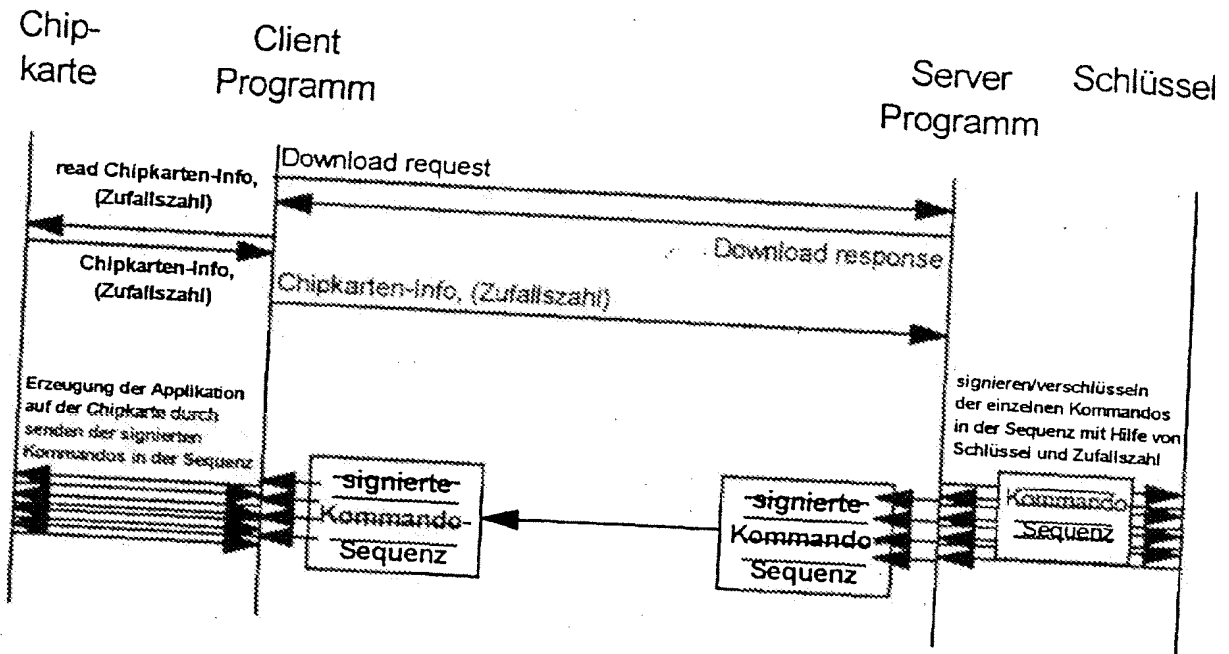 Chip-
karte
Client
Programm
Server
Programm
Schlüssel
read Chipkarten-Info,
(Zufallszahl)
Download request
Download response
Chipkarten-Info,
(Zufallszahl)
Chipkarten-Info, (Zufallszahl)
Erzeugung der Applikation
auf der Chipkarte durch
senden der signierten
Kommandos in der Sequenz
signieren/verschlüsseln
der einzelnen Kommandos
in der Sequenz mit Hilfe von
Schlüssel und Zufallszahl
signierte
Kommando-
Sequenz
signierte
Kommando
Sequenz
Kommando
Sequenz